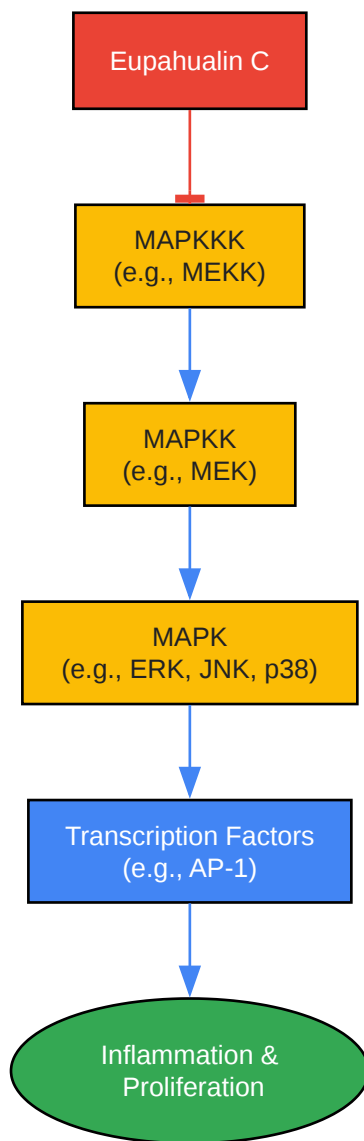 Eupahualin C
MAPKKK
(e.g., MEKK)
MAPKK
(e.g., MEK)
MAPK
(e.g., ERK, JNK, p38)
Transcription Factors
(e.g., AP-1)
Inflammation &
Proliferation